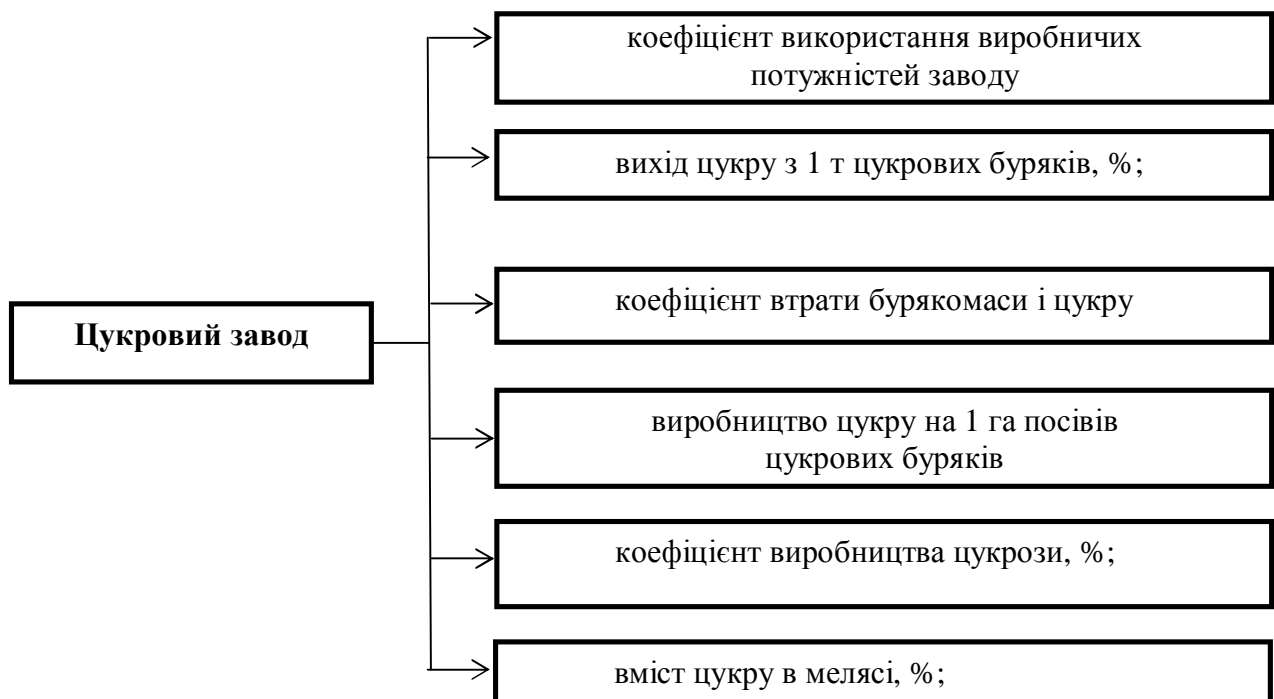 коефіцієнт використання виробничих
потужністей заводу
вихід цукру з 1 т цукрових буряків, %;
коефіцієнт втрати бурякомаси і цукру
Цукровий завод
виробництво цукру на 1 га посівів
цукрових буряків
коефіцієнт виробництва цукрози, %;
вміст цукру в мелясі, %;